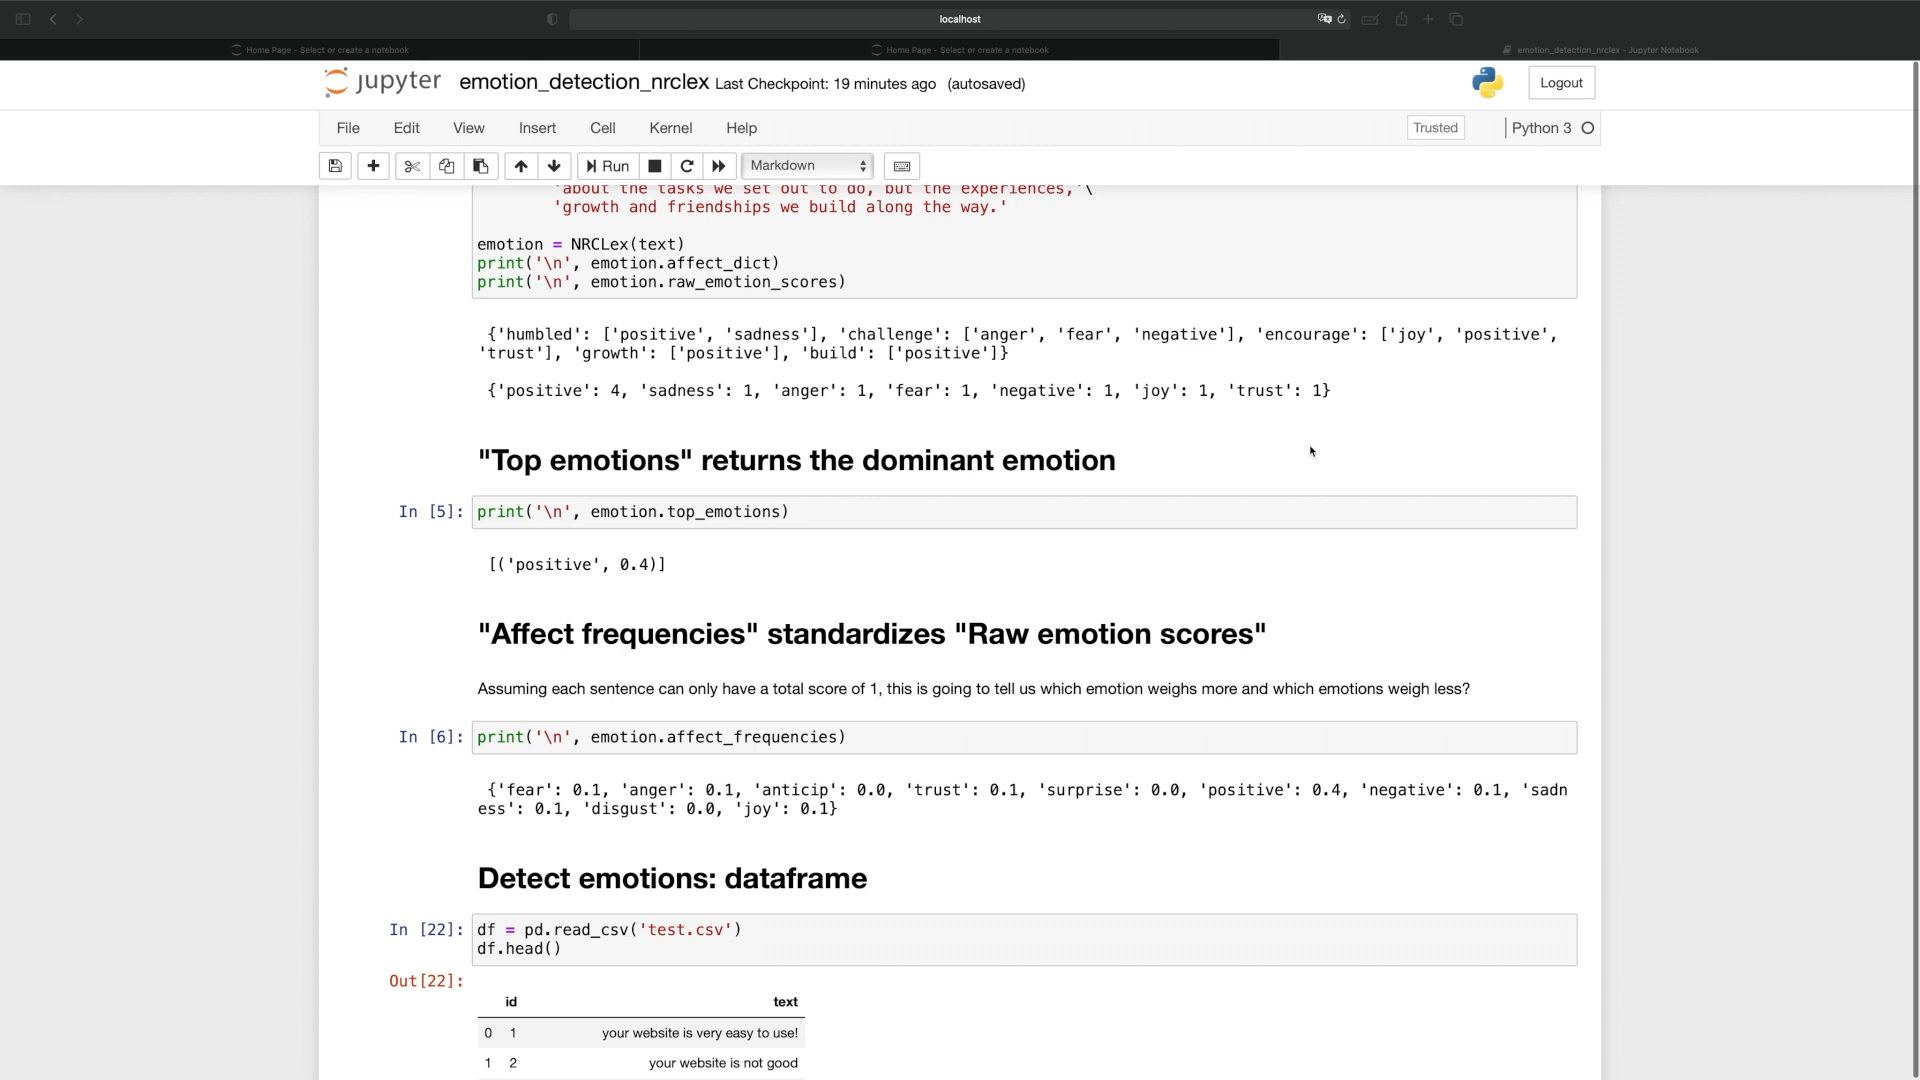 localhost
Home Page - Select or create a notebook
Home Page - Select or create a notebook
emotion_detection_nrclex - Jupyter Notebook
jupyter emotion_detection_nrclex Last Checkpoint: 19 minutes ago (autosaved)
Logout
File Edit View Insert Cell Kernel Help
Trusted
Python 3
Run
Markdown
'about the tasks we set out to do, but the experiences,'\
'growth and friendships we build along the way.'
emotion = NRCLex(text)
print('\n', emotion.affect_dict)
print('\n', emotion.raw_emotion_scores)
{'humbled': ['positive', 'sadness'], 'challenge': ['anger', 'fear', 'negative'], 'encourage': ['joy', 'positive',
'trust'], 'growth': ['positive'], 'build': ['positive']}
{'positive': 4, 'sadness': 1, 'anger': 1, 'fear': 1, 'negative': 1, 'joy': 1, 'trust': 1}
"Top emotions" returns the dominant emotion
In [5]: print('\n', emotion.top_emotions)
[('positive', 0.4)]
"Affect frequencies" standardizes "Raw emotion scores"
Assuming each sentence can only have a total score of 1, this is going to tell us which emotion weighs more and which emotions weigh less?
In [6]: print('\n', emotion.affect_frequencies)
{'fear': 0.1, 'anger': 0.1, 'anticip': 0.0, 'trust': 0.1, 'surprise': 0.0, 'positive': 0.4, 'negative': 0.1, 'sadn
ess': 0.1, 'disgust': 0.0, 'joy': 0.1}
Detect emotions: dataframe
In [22]: df = pd.read_csv('test.csv')
df.head()
Out[22]:
id text
0 1 your website is very easy to use!
1 2 your website is not good